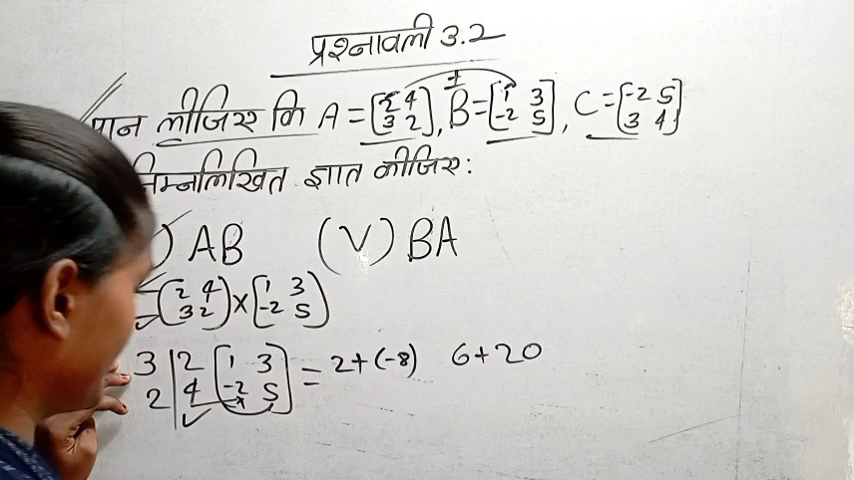 प्रश्नावली 3.2
मान लीजिए कि A = [2 4 3 2], B = [1 3 -2 5], C = [-2 5 3 4]
निम्नलिखित ज्ञात कीजिए:
) AB (V) BA
[2 4 3 2] × [1 3 -2 5]
3 | 2 [1 3] = 2+(-8) 6+20
2 | 4 [-2 5]